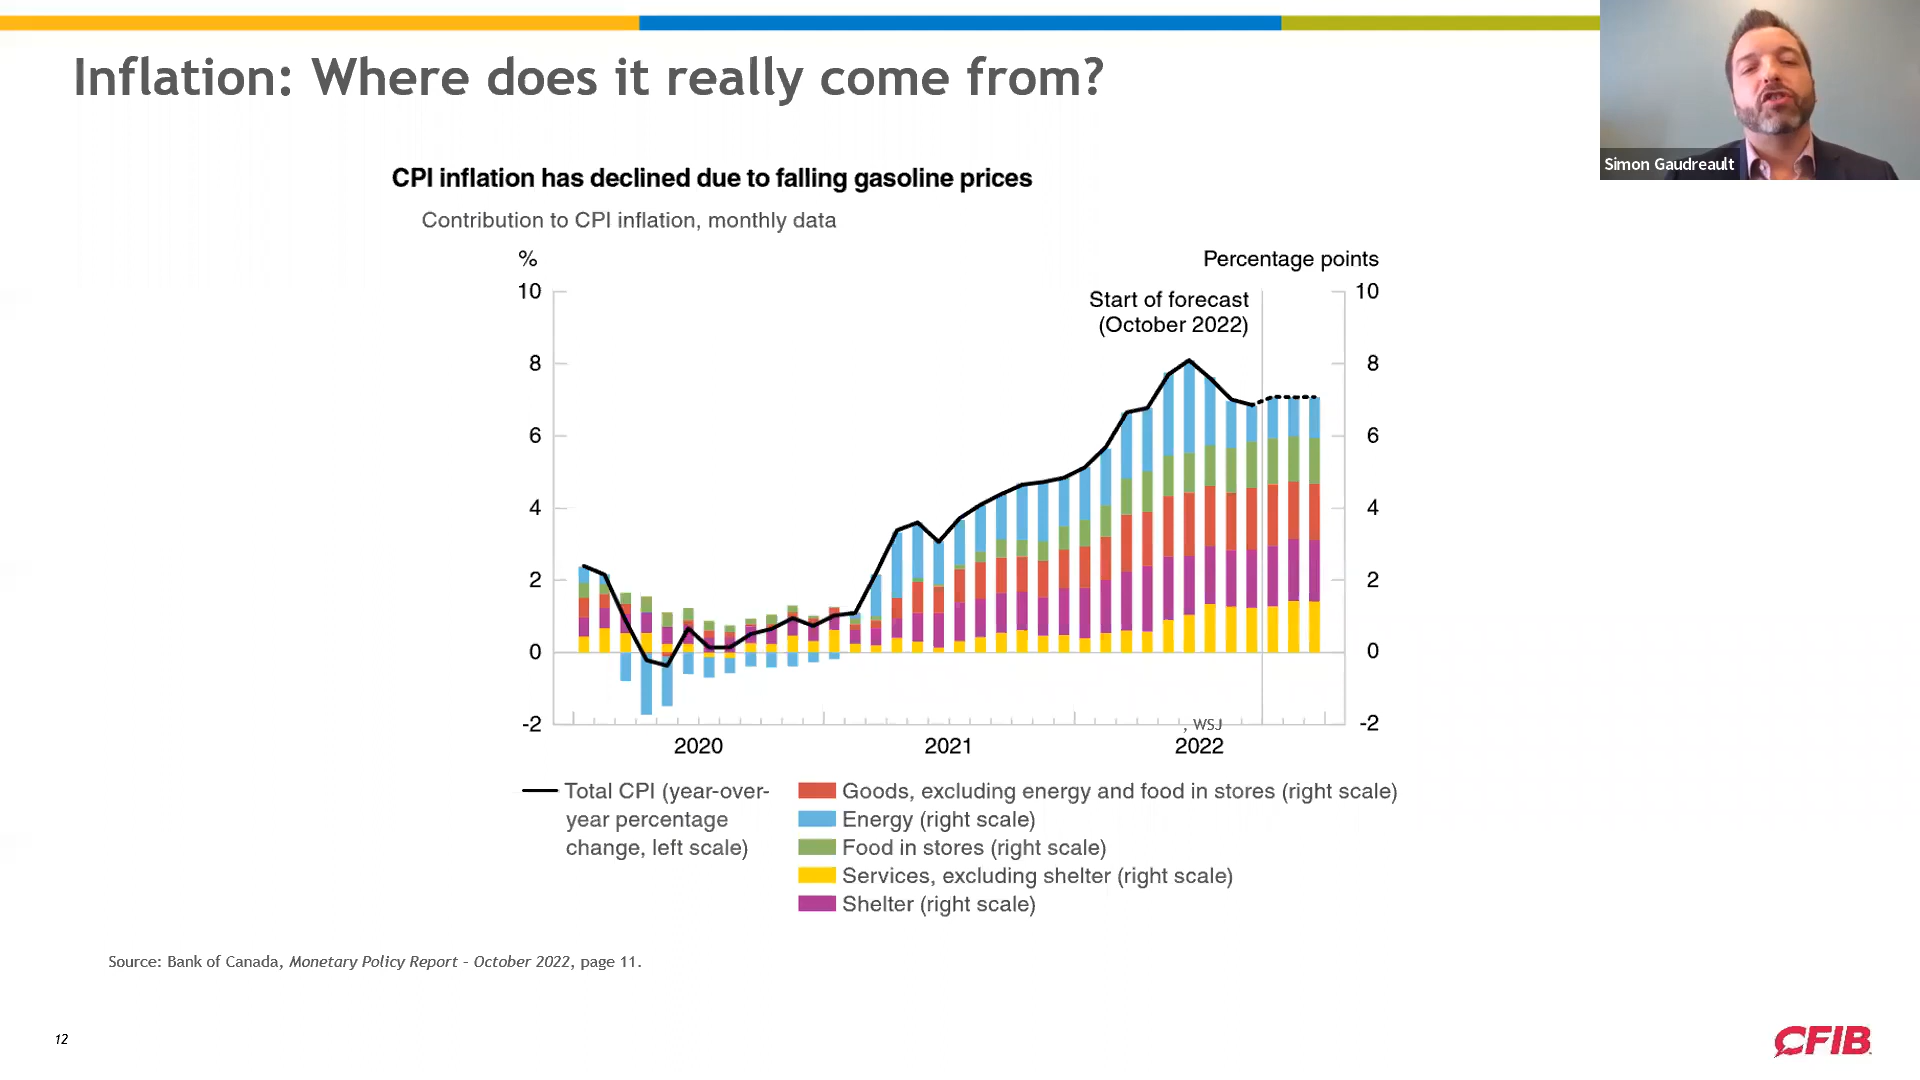 Inflation: Where does it really come from?
Simon Gaudreault
CPI inflation has declined due to falling gasoline prices
Contribution to CPI inflation, monthly data
%
Percentage points
10
8
6
4
2
0
-2
Start of forecast
(October 2022)
10
8
6
4
2
0
-2
, WSJ
2020
2021
2022
Total CPI (year-over-
year percentage
change, left scale)
Goods, excluding energy and food in stores (right scale)
Energy (right scale)
Food in stores (right scale)
Services, excluding shelter (right scale)
Shelter (right scale)
Source: Bank of Canada, Monetary Policy Report – October 2022, page 11.
12
CFIB